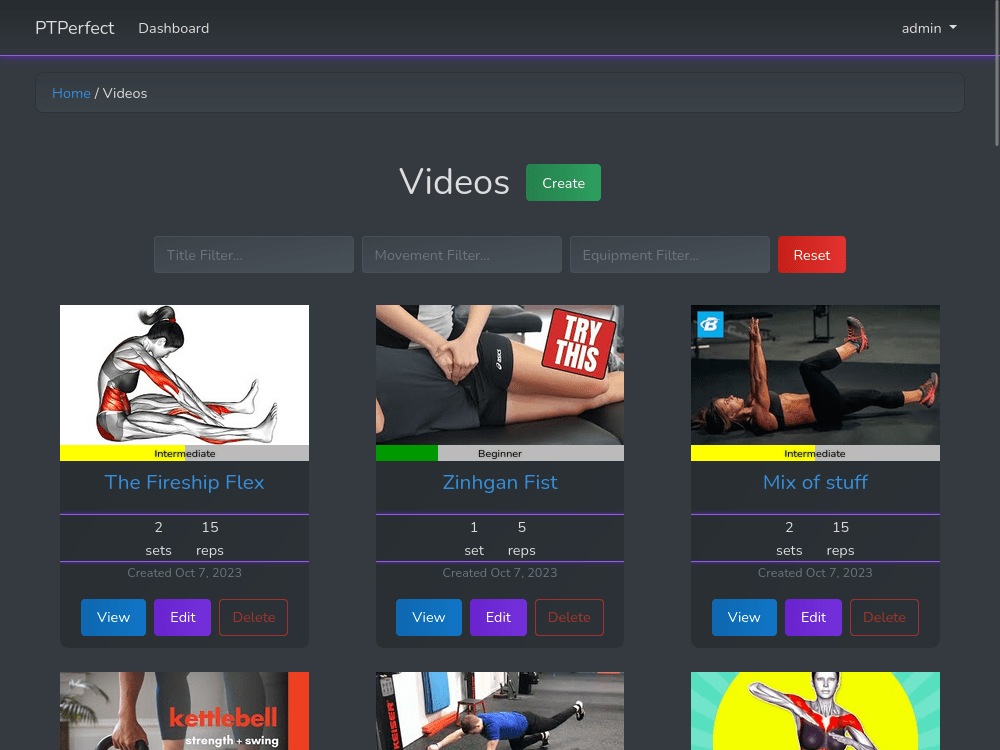 PTPerfect Dashboard admin
Home / Videos
Videos Create
Title Filter... Movement Filter... Equipment Filter... Reset
TRY
THIS
asics
B
Intermediate Beginner Intermediate
The Fireship Flex Zinhgan Fist Mix of stuff
2 15 1 5 2 15
sets reps set reps sets reps
Created Oct 7, 2023 Created Oct 7, 2023 Created Oct 7, 2023
View Edit Delete View Edit Delete View Edit Delete
kettlebell
strength + swing
KEISER